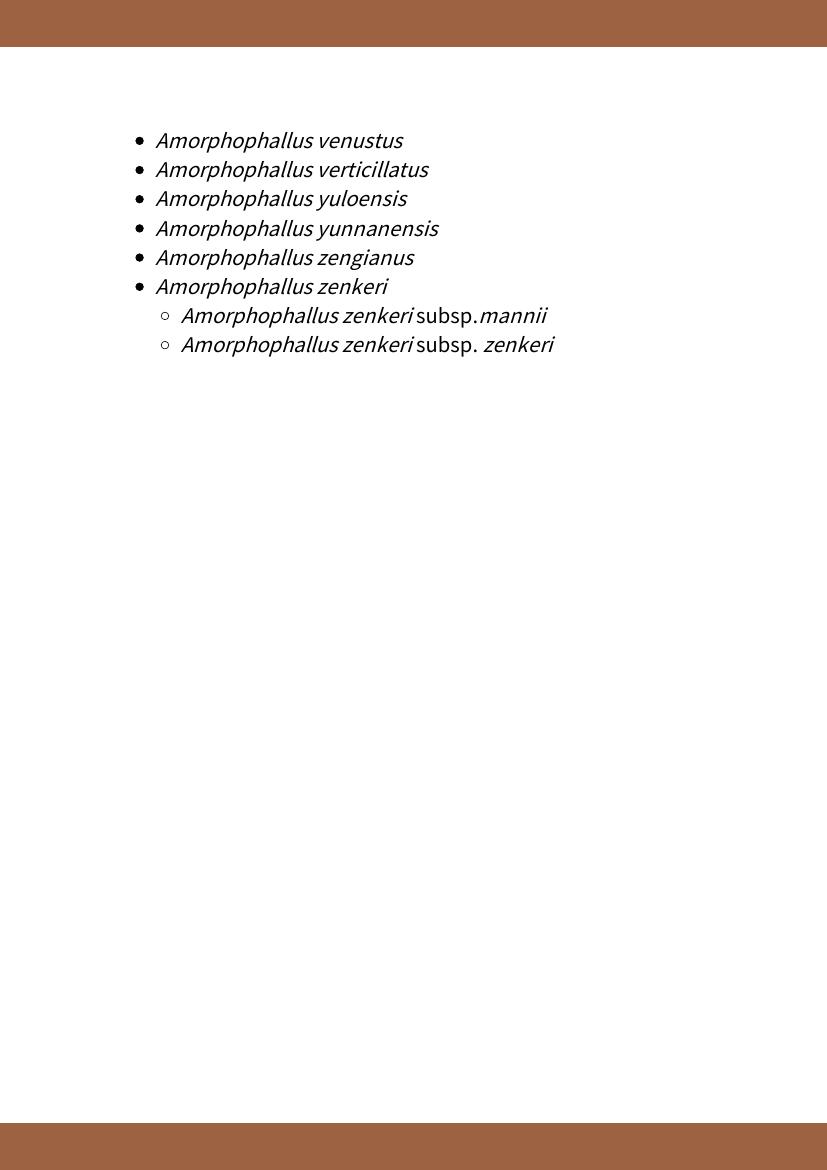 • Amorphophallus venustus
• Amorphophallus verticillatus
• Amorphophallus yuloensis
• Amorphophallus yunnanensis
• Amorphophallus zengianus
• Amorphophallus zenkeri
◦ Amorphophallus zenkeri subsp.mannii
◦ Amorphophallus zenkeri subsp. zenkeri